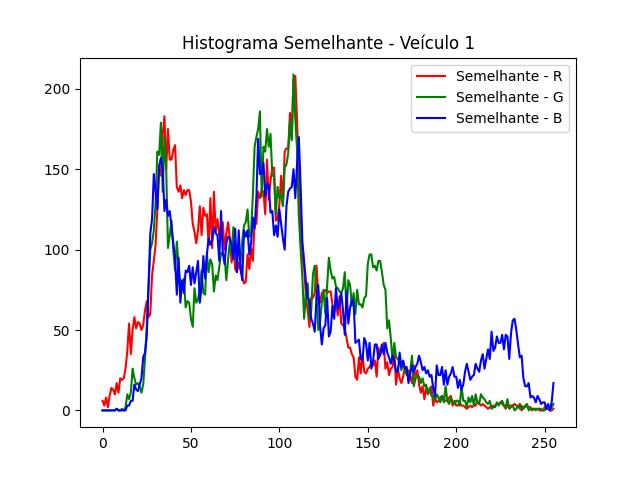 Histograma Semelhante - Veículo 1
Semelhante - R
Semelhante - G
Semelhante - B
200
150
100
50
0
0 50 100 150 200 250